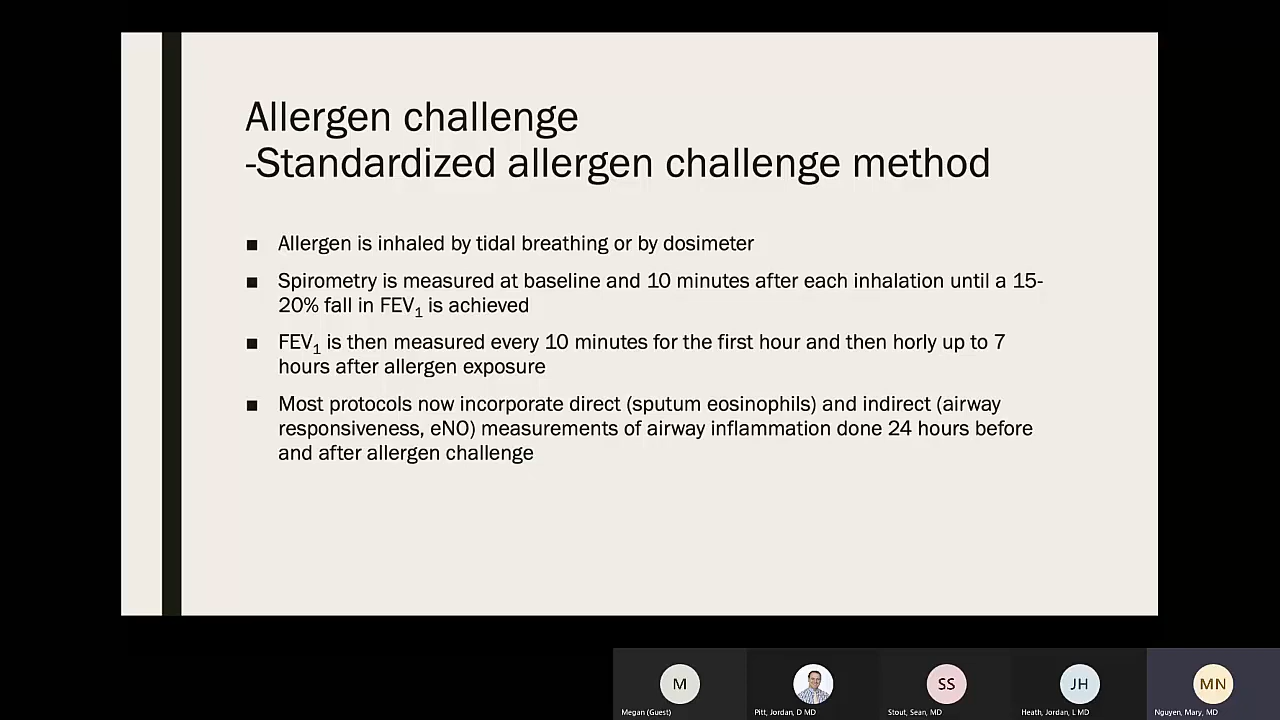 Allergen challenge
-Standardized allergen challenge method
■ Allergen is inhaled by tidal breathing or by dosimeter
■ Spirometry is measured at baseline and 10 minutes after each inhalation until a 15-
20% fall in FEV₁ is achieved
■ FEV₁ is then measured every 10 minutes for the first hour and then horly up to 7
hours after allergen exposure
■ Most protocols now incorporate direct (sputum eosinophils) and indirect (airway
responsiveness, eNO) measurements of airway inflammation done 24 hours before
and after allergen challenge
M
SS
JH
MN
Megan (Guest)
Pitt, Jordan, D MD
Stout, Sean, MD
Heath, Jordan, L MD
Nguyen, Mary, MD